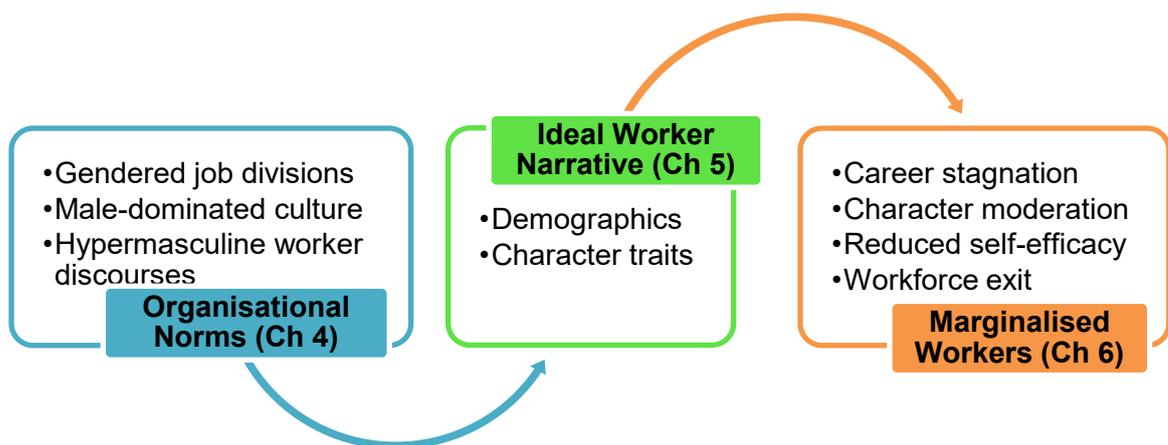 •Gendered job divisions
•Male-dominated culture
•Hypermasculine worker
discourses
Organisational
Norms (Ch 4)
Ideal Worker
Narrative (Ch 5)
•Demographics
•Character traits
•Career stagnation
•Character moderation
•Reduced self-efficacy
•Workforce exit
Marginalised
Workers (Ch 6)